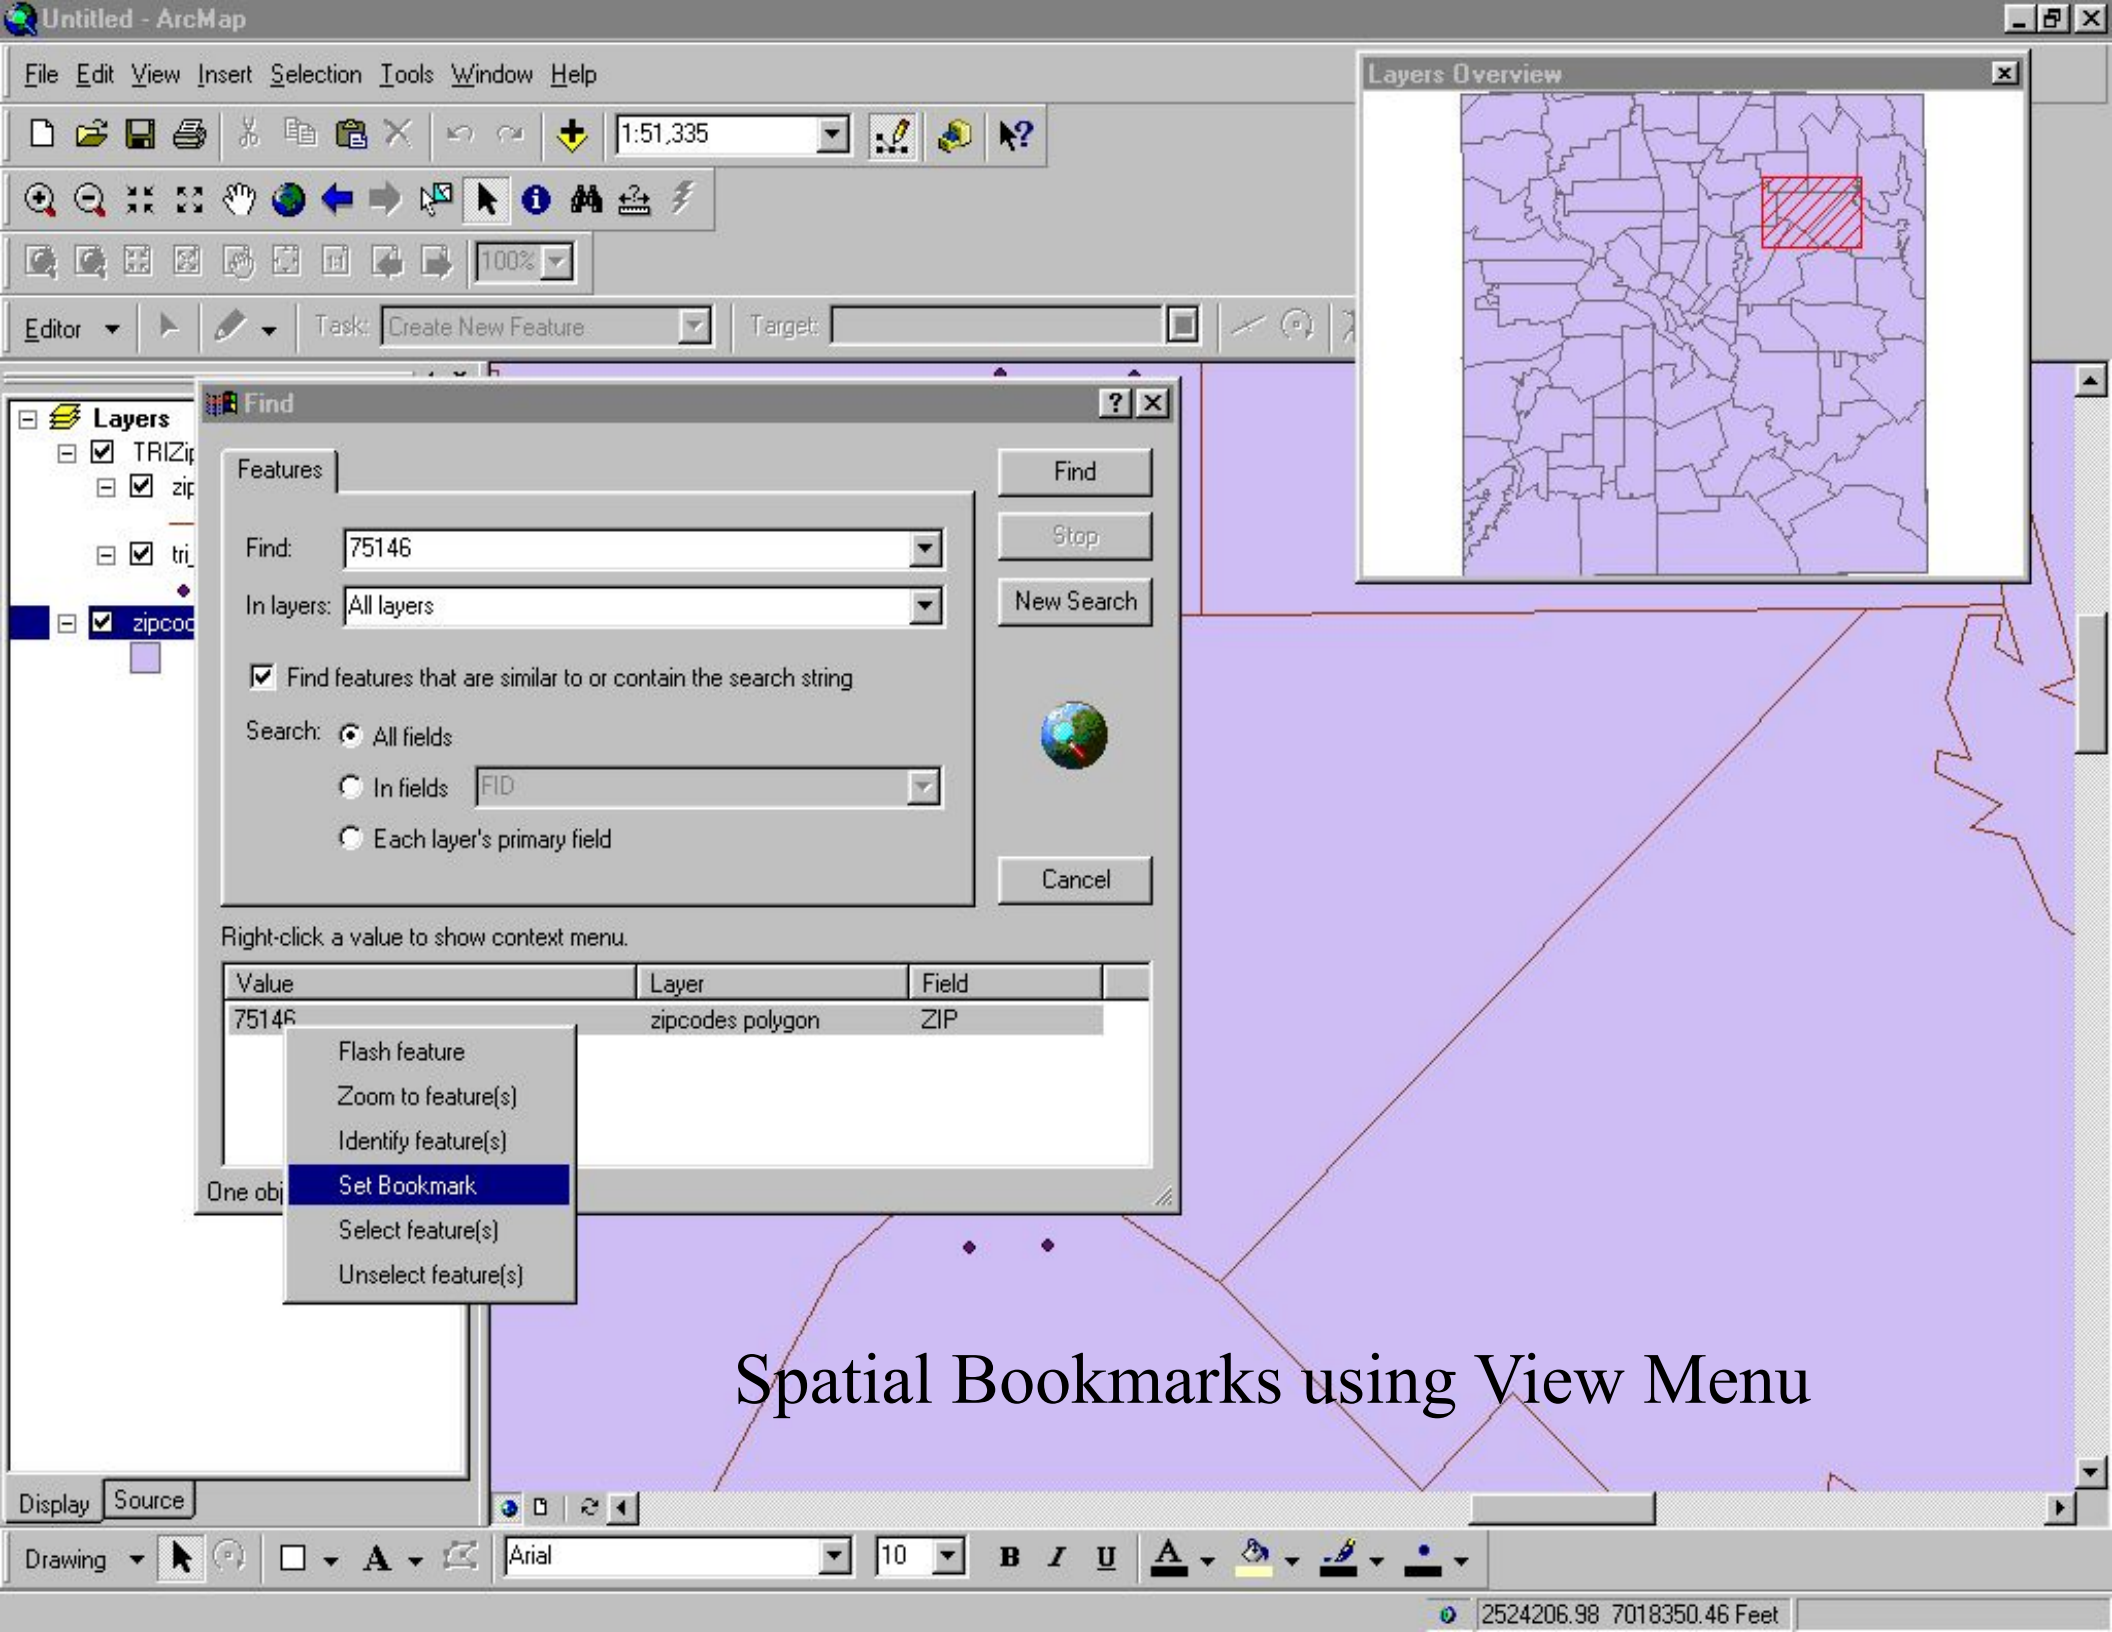 Untitled - ArcMap
File Edit View Insert Selection Tools Window Help
Layers Overview
1:51,335
100%
Editor Task: Create New Feature Target:
Layers
TRIZip
zip
tri_
zipcod
Find
Features
Find
Find: 75146
Stop
In layers: All layers
New Search
Find features that are similar to or contain the search string
Search: All fields
In fields FID
Each layer's primary field
Cancel
Right-click a value to show context menu.
Value Layer Field
75146 zipcodes polygon ZIP
Flash feature
Zoom to feature(s)
Identify feature(s)
Set Bookmark
One obj
Select feature(s)
Unselect feature(s)
Spatial Bookmarks using View Menu
Display Source
Drawing A Arial 10 B I U A
2524206.98 7018350.46 Feet